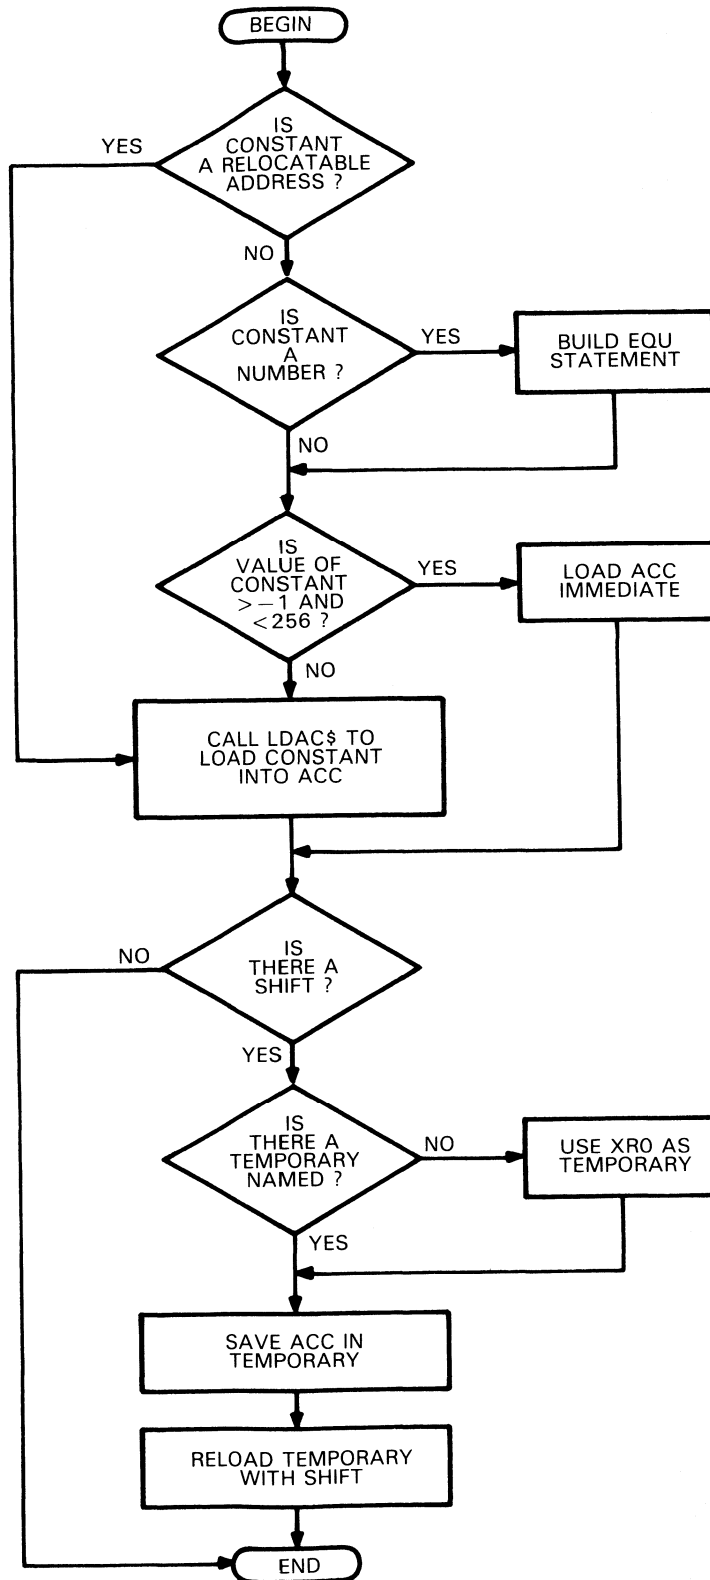 BEGIN
IS
CONSTANT
A RELOCATABLE
ADDRESS ?
YES
NO
IS
CONSTANT
A
NUMBER ?
YES
BUILD EQU
STATEMENT
NO
IS
VALUE OF
CONSTANT
>−1 AND
<256 ?
YES
LOAD ACC
IMMEDIATE
NO
CALL LDAC$ TO
LOAD CONSTANT
INTO ACC
IS
THERE A
SHIFT ?
NO
YES
IS
THERE A
TEMPORARY
NAMED ?
NO
USE XR0 AS
TEMPORARY
YES
SAVE ACC IN
TEMPORARY
RELOAD TEMPORARY
WITH SHIFT
END